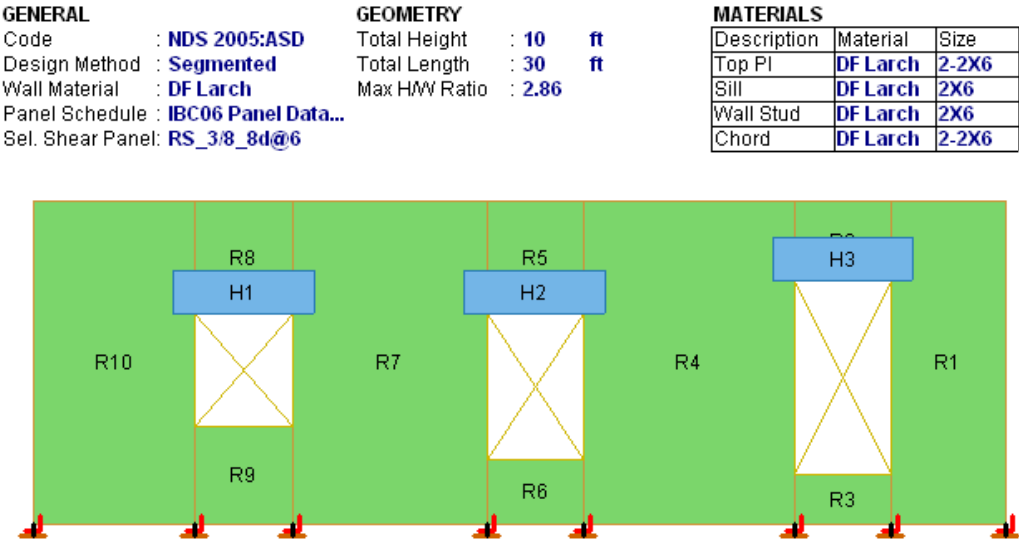 GENERAL GEOMETRY MATERIALS
Code : NDS 2005:ASD Total Height : 10 ft Description Material Size
Design Method : Segmented Total Length : 30 ft Top Pl DF Larch 2-2X6
Wall Material : DF Larch Max H/W Ratio : 2.86 Sill DF Larch 2X6
Panel Schedule : IBC06 Panel Data... Wall Stud DF Larch 2X6
Sel. Shear Panel: RS_3/8_8d@6 Chord DF Larch 2-2X6
R8 R5
H3
H1 H2
R10 R7 R4 R1
R9 R6 R3